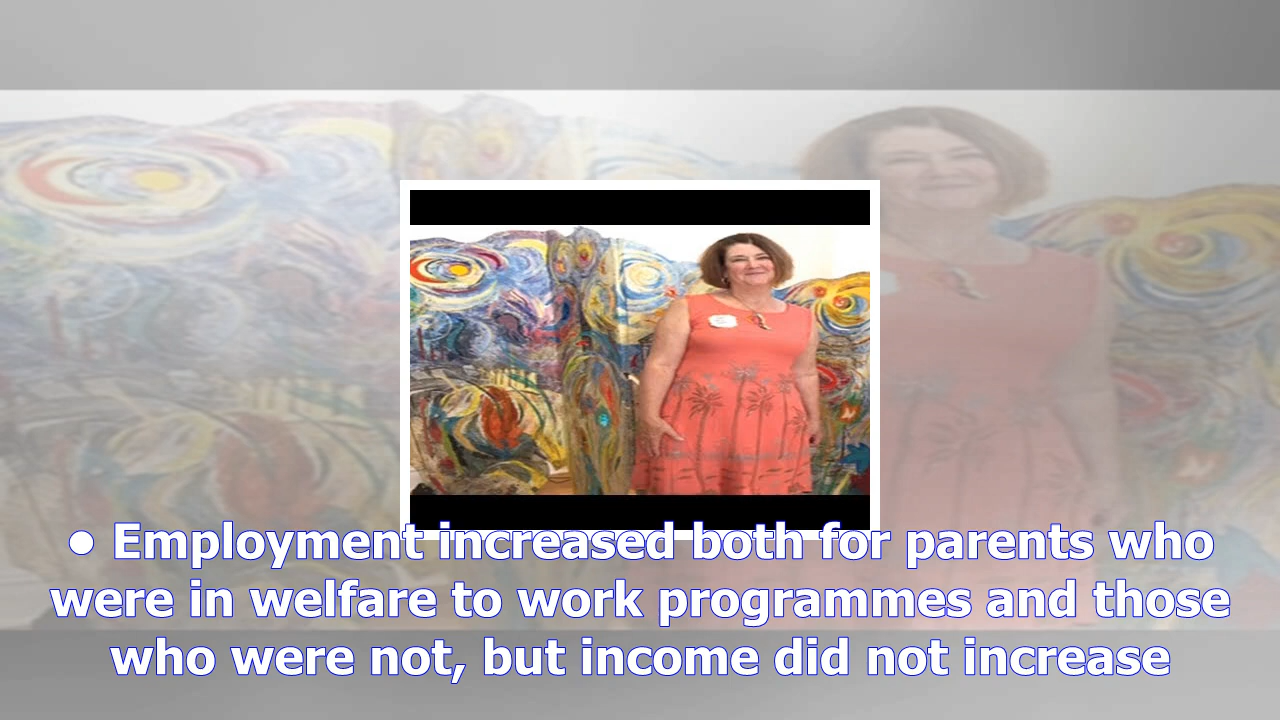 • Employment increased both for parents who
were in welfare to work programmes and those
who were not, but income did not increase